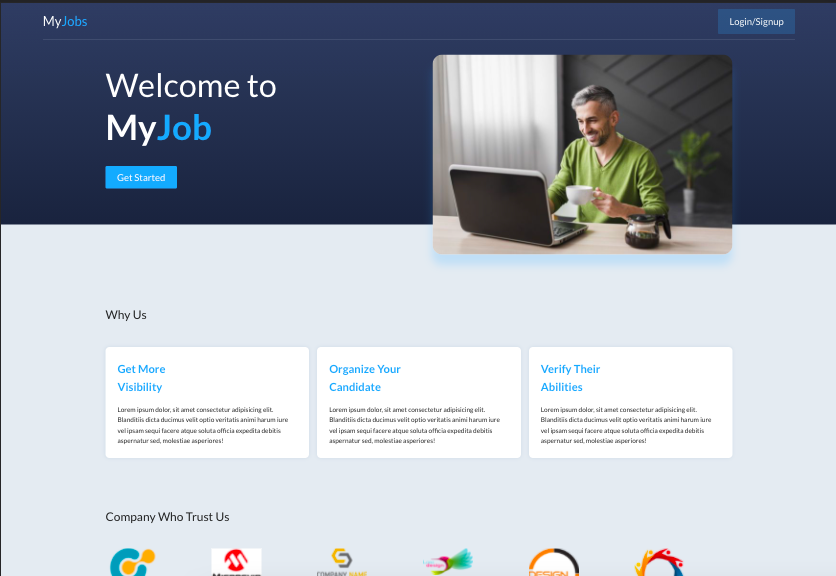 MyJobs
Login/Signup
Welcome to
MyJob
Get Started
Why Us
Get More
Visibility
Lorem ipsum dolor, sit amet consectetur adipisicing elit.
Blanditiis dicta ducimus velit optio veritatis animi harum iure
vel ipsam sequi facere atque soluta officia expedita debitis
aspernatur sed, molestiae asperiores!
Organize Your
Candidate
Lorem ipsum dolor, sit amet consectetur adipisicing elit.
Blanditiis dicta ducimus velit optio veritatis animi harum iure
vel ipsam sequi facere atque soluta officia expedita debitis
aspernatur sed, molestiae asperiores!
Verify Their
Abilities
Lorem ipsum dolor, sit amet consectetur adipisicing elit.
Blanditiis dicta ducimus velit optio veritatis animi harum iure
vel ipsam sequi facere atque soluta officia expedita debitis
aspernatur sed, molestiae asperiores!
Company Who Trust Us
COMPANY NAME
design
DESIGN